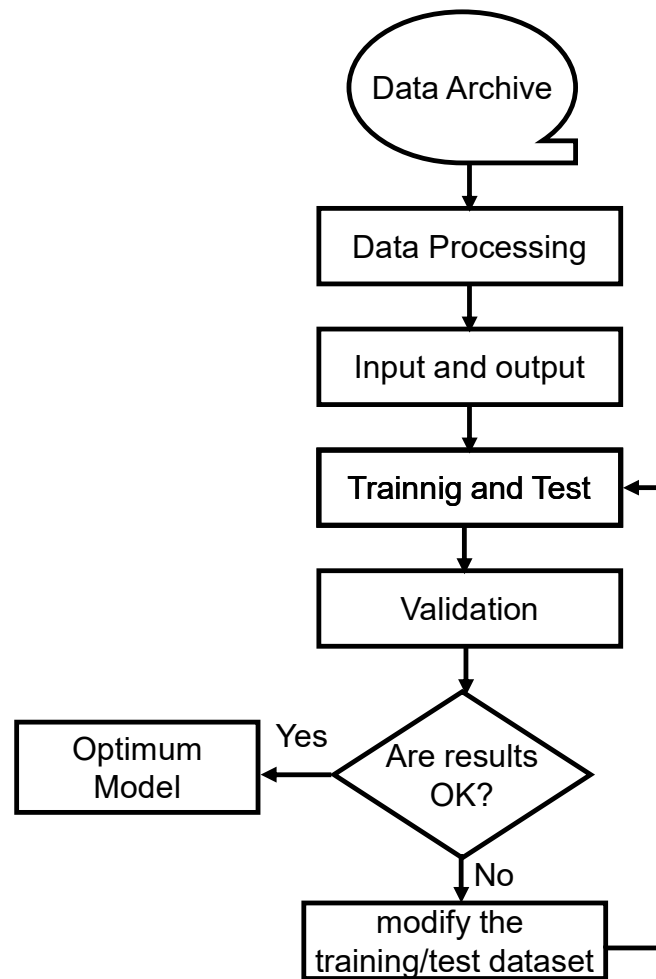 Data Archive
Data Processing
Input and output
Trainnig and Test
Validation
Are results
OK?
Yes
Optimum
Model
No
modify the
training/test dataset